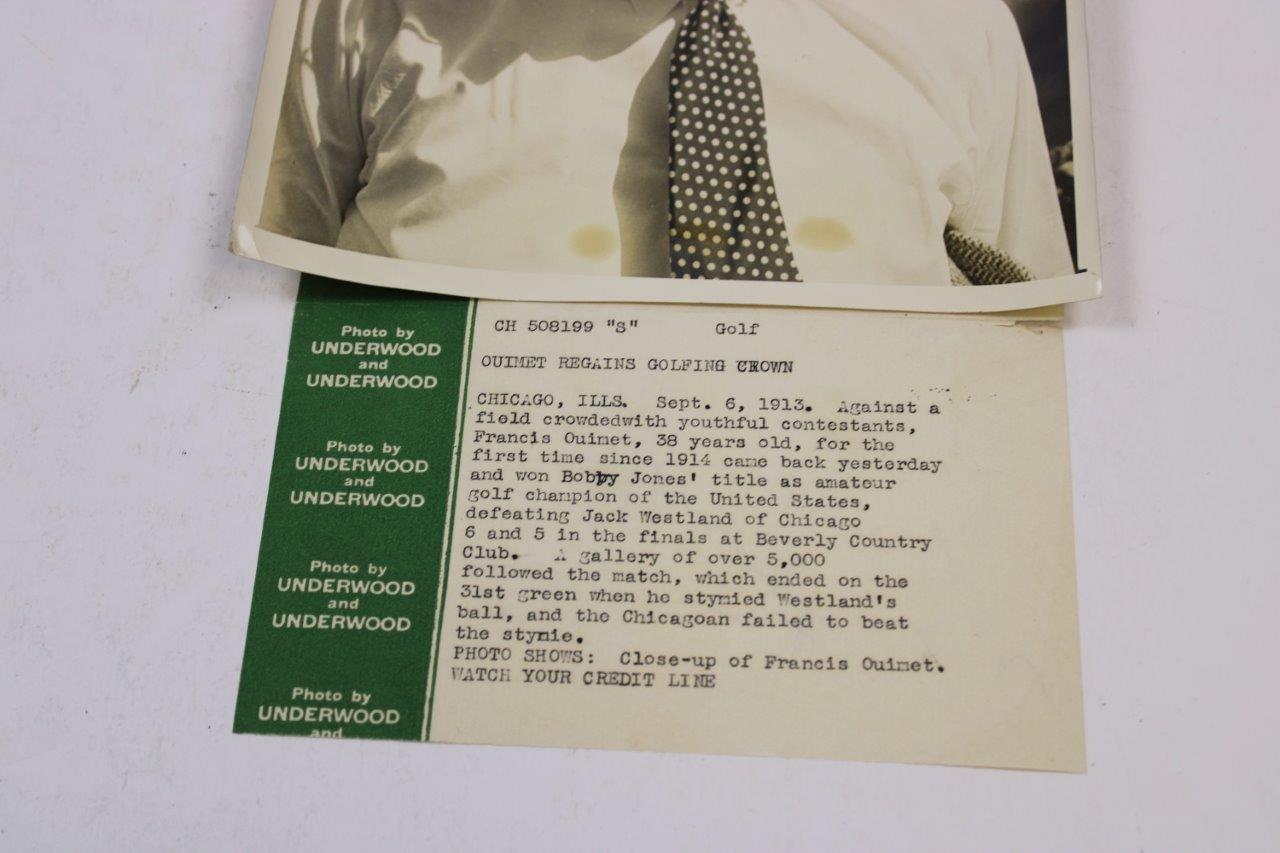 Photo by
UNDERWOOD
and
UNDERWOOD
Photo by
UNDERWOOD
and
UNDERWOOD
Photo by
UNDERWOOD
and
UNDERWOOD
Photo by
UNDERWOOD
and
CH 508199 "S" Golf
OUIMET REGAINS GOLFING CROWN
CHICAGO, ILLS. Sept. 6, 1913. Against a
field crowdedwith youthful contestants,
Francis Ouimet, 38 years old, for the
first time since 1914 came back yesterday
and won Bobby Jones' title as amateur
golf champion of the United States,
defeating Jack Westland of Chicago
6 and 5 in the finals at Beverly Country
Club. A gallery of over 5,000
followed the match, which ended on the
31st green when he stymied Westland's
ball, and the Chicagoan failed to beat
the stymie.
PHOTO SHOWS: Close-up of Francis Ouimet.
WATCH YOUR CREDIT LINE